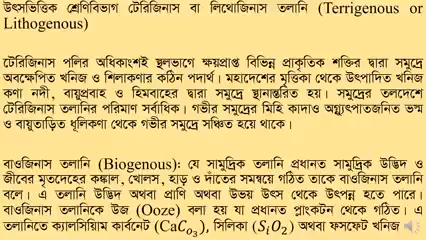 উৎসভিত্তিক শ্রেণিবিভাগ টেরিজিনাস বা লিথোজিনাস তলানি (Terrigenous or
Lithogenous)
টেরিজিনাস পলির অধিকাংশই স্থলভাগে ক্ষয়প্রাপ্ত বিভিন্ন প্রাকৃতিক শক্তির দ্বারা সমুদ্রে
অবক্ষেপিত খনিজ ও শিলাকণার কঠিন পদার্থ। মহাদেশের মৃত্তিকা থেকে উৎপাদিত খনিজ
কণা নদী, বায়ুপ্রবাহ ও হিমবাহের দ্বারা সমুদ্রে স্থানান্তরিত হয়। সমুদ্রের তলদেশে
টেরিজিনাস তলানির পরিমাণ সর্বাধিক। গভীর সমুদ্রের মিহি কাদাও অগ্ন্যুৎপাতজনিত ভস্ম
ও বায়ুতাড়িত ধূলিকণা থেকে গভীর সমুদ্রে সঞ্চিত হয়ে থাকে।
বাওজিনাস তলানি (Biogenous): যে সামুদ্রিক তলানি প্রধানত সামুদ্রিক উদ্ভিদ ও
জীবের মৃতদেহের কঙ্কাল, খোলস, হাড় ও দাঁতের সমন্বয়ে গঠিত তাকে বাওজিনাস তলানি
বলে। এ তলানি উদ্ভিদ অথবা প্রাণি অথবা উভয় উৎস থেকে উৎপন্ন হতে পারে।
বাওজিনাস তলানিকে উজ (Ooze) বলা হয় যা প্রধানত প্লাংকটন থেকে গঠিত। এ
তলানিতে ক্যালসিয়াম কার্বনেট (Ca$C_{O_3}$), সিলিকা ($S_iO_2$) অথবা ফসফেট খনিজ